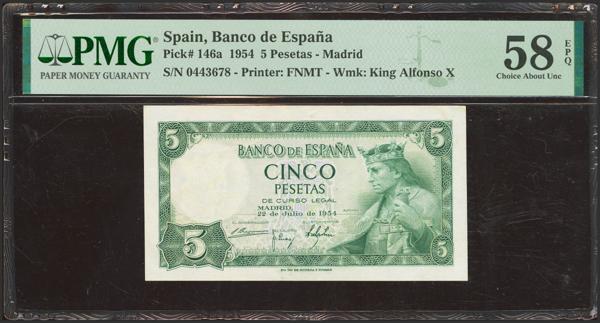 PMG
PAPER MONEY GUARANTY
Spain, Banco de España
Pick# 146a 1954 5 Pesetas - Madrid
S/N 0443678 - Printer: FNMT - Wmk: King Alfonso X
58 EPQ
Choice About Unc
5
BANCO DE ESPAÑA
CINCO
PESETAS
DE CURSO LEGAL
MADRID,
22 de julio de 1954
EL GOBERNADOR
5